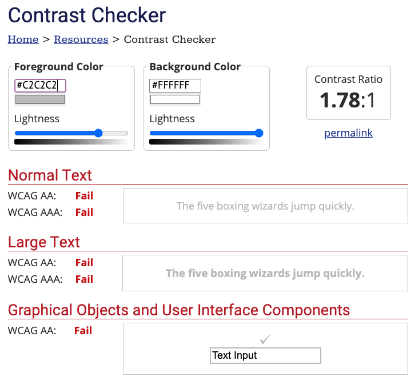 Contrast Checker
Home > Resources > Contrast Checker
Foreground Color
#C2C2C2
Lightness
Background Color
#FFFFFF
Lightness
Contrast Ratio
1.78:1
permalink
Normal Text
WCAG AA: Fail
WCAG AAA: Fail
The five boxing wizards jump quickly.
Large Text
WCAG AA: Fail
WCAG AAA: Fail
The five boxing wizards jump quickly.
Graphical Objects and User Interface Components
WCAG AA: Fail
✓
Text Input